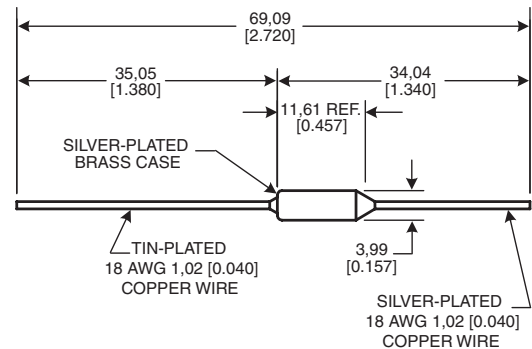 69,09
[2.720]
35,05
[1.380]
34,04
[1.340]
11,61 REF.
[0.457]
SILVER-PLATED
BRASS CASE
TIN-PLATED
18 AWG 1,02 [0.040]
COPPER WIRE
3,99
[0.157]
SILVER-PLATED
18 AWG 1,02 [0.040]
COPPER WIRE